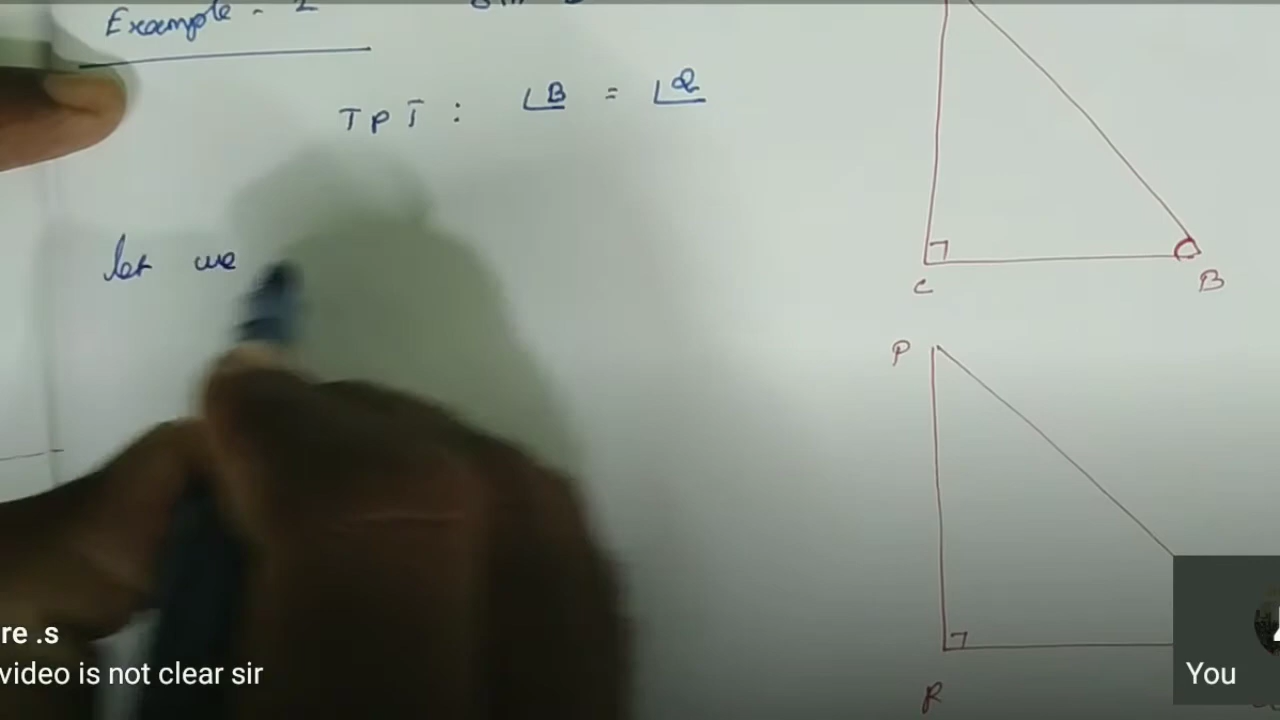 Example - 2
TPT : ∠B = ∠Q
let we
C
B
P
R
re .s
video is not clear sir
You